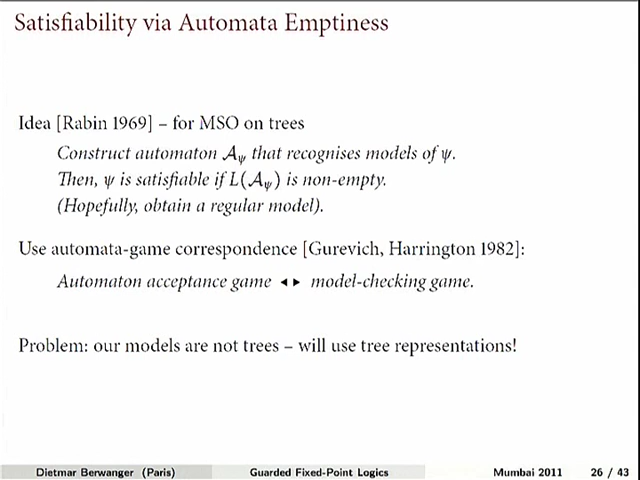 Satisfiability via Automata Emptiness
Idea [Rabin 1969] – for MSO on trees
Construct automaton 𝒜ψ that recognises models of ψ.
Then, ψ is satisfiable if L(𝒜ψ) is non-empty.
(Hopefully, obtain a regular model).
Use automata-game correspondence [Gurevich, Harrington 1982]:
Automaton acceptance game ◂ ▸ model-checking game.
Problem: our models are not trees – will use tree representations!
Dietmar Berwanger (Paris) Guarded Fixed-Point Logics Mumbai 2011 26 / 43